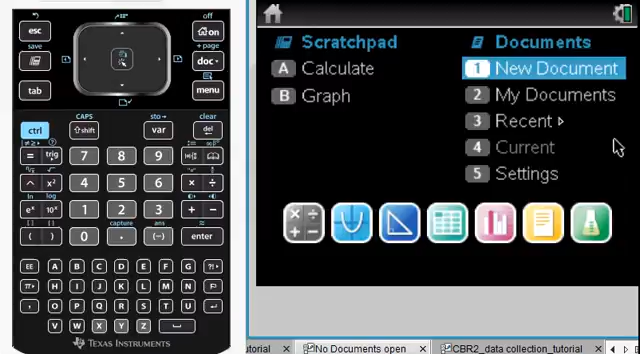 off
esc
on
save
+ page
doc
tab
menu
CAPS
sto→
clear
ctrl
shift
var
del
=
trig
7
8
9
^
x²
4
5
6
×
÷
ln
log
eˣ
10ˣ
1
2
3
+
−
[ ]
{ }
capture
ans
≈
(
)
0
.
(−)
enter
EE
A
B
C
D
E
F
G
?!▸
π▸
H
I
J
K
L
M
N
,
O
P
Q
R
S
T
U
V
W
X
Y
Z
TEXAS INSTRUMENTS
Scratchpad
A Calculate
B Graph
Documents
1 New Document
2 My Documents
3 Recent ▹
4 Current
5 Settings
utorial
No Documents open
CBR2_data collection_tutorial